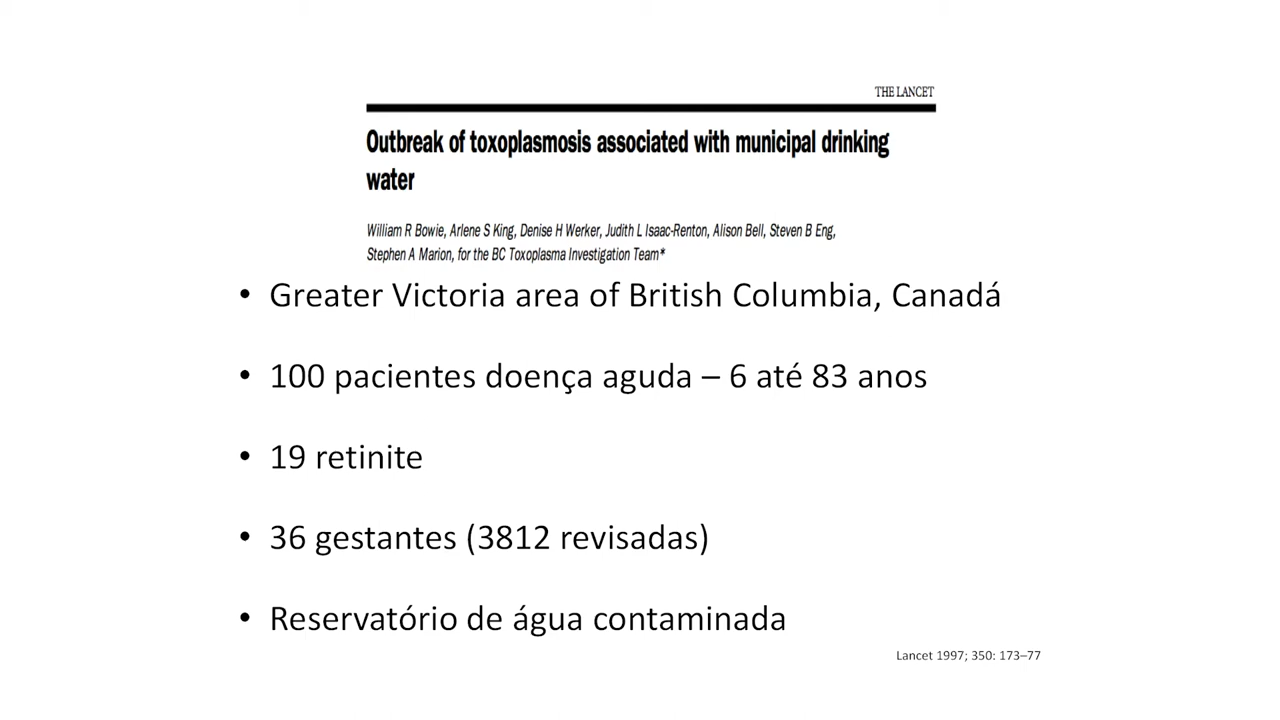 THE LANCET
Outbreak of toxoplasmosis associated with municipal drinking
water
William R Bowie, Arlene S King, Denise H Werker, Judith L Isaac-Renton, Alison Bell, Steven B Eng,
Stephen A Marion, for the BC Toxoplasma Investigation Team*
• Greater Victoria area of British Columbia, Canadá
• 100 pacientes doença aguda – 6 até 83 anos
• 19 retinite
• 36 gestantes (3812 revisadas)
• Reservatório de água contaminada
Lancet 1997; 350: 173–77